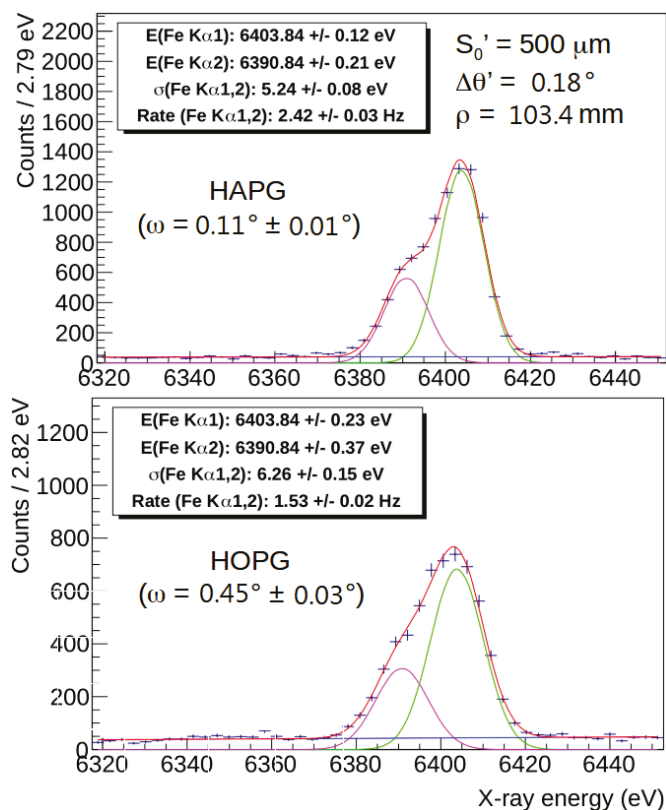 Counts / 2.79 eV
2200
2000
1800
1600
1400
1200
1000
800
600
400
200
0
E(Fe Kα1): 6403.84 +/- 0.12 eV
E(Fe Kα2): 6390.84 +/- 0.21 eV
σ(Fe Kα1,2): 5.24 +/- 0.08 eV
Rate (Fe Kα1,2): 2.42 +/- 0.03 Hz
S₀’ = 500 μm
Δθ’ = 0.18°
ρ = 103.4 mm
HAPG
(ω = 0.11° ± 0.01°)
6320 6340 6360 6380 6400 6420 6440
Counts / 2.82 eV
1200
1000
800
600
400
200
0
E(Fe Kα1): 6403.84 +/- 0.23 eV
E(Fe Kα2): 6390.84 +/- 0.37 eV
σ(Fe Kα1,2): 6.26 +/- 0.15 eV
Rate (Fe Kα1,2): 1.53 +/- 0.02 Hz
HOPG
(ω = 0.45° ± 0.03°)
6320 6340 6360 6380 6400 6420 6440
X-ray energy (eV)